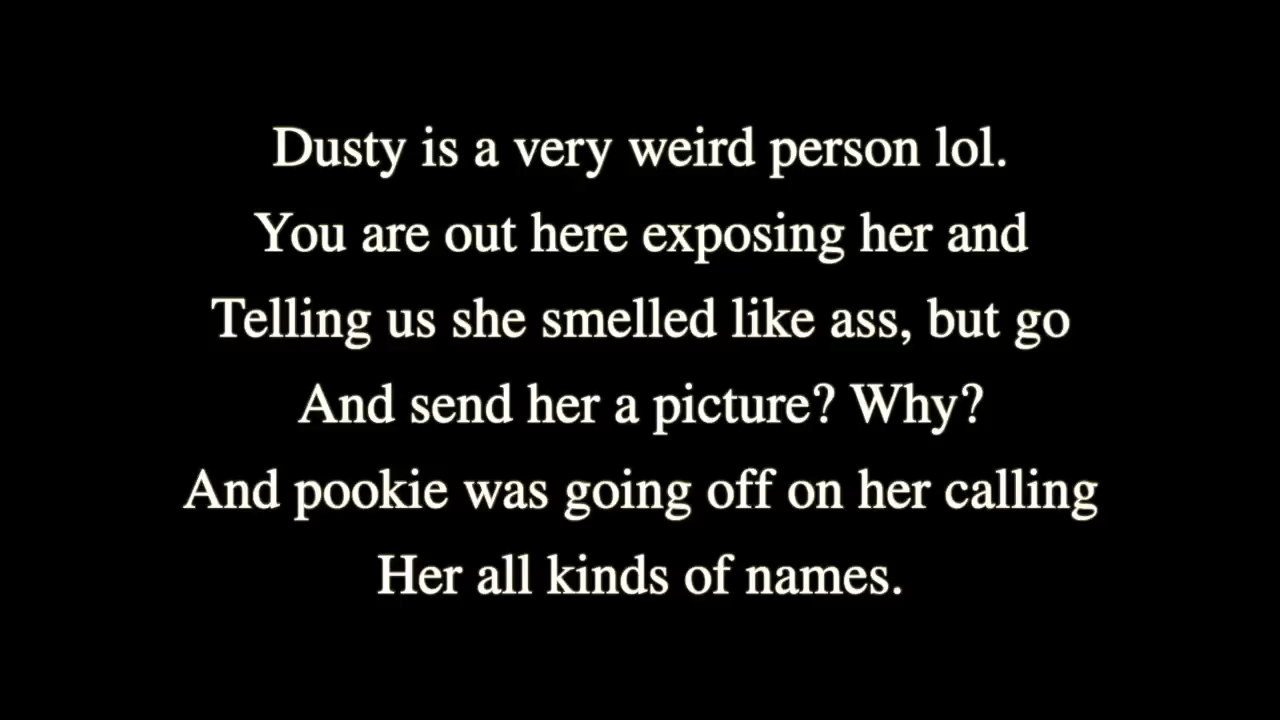 Dusty is a very weird person lol.
You are out here exposing her and
Telling us she smelled like ass, but go
And send her a picture? Why?
And pookie was going off on her calling
Her all kinds of names.